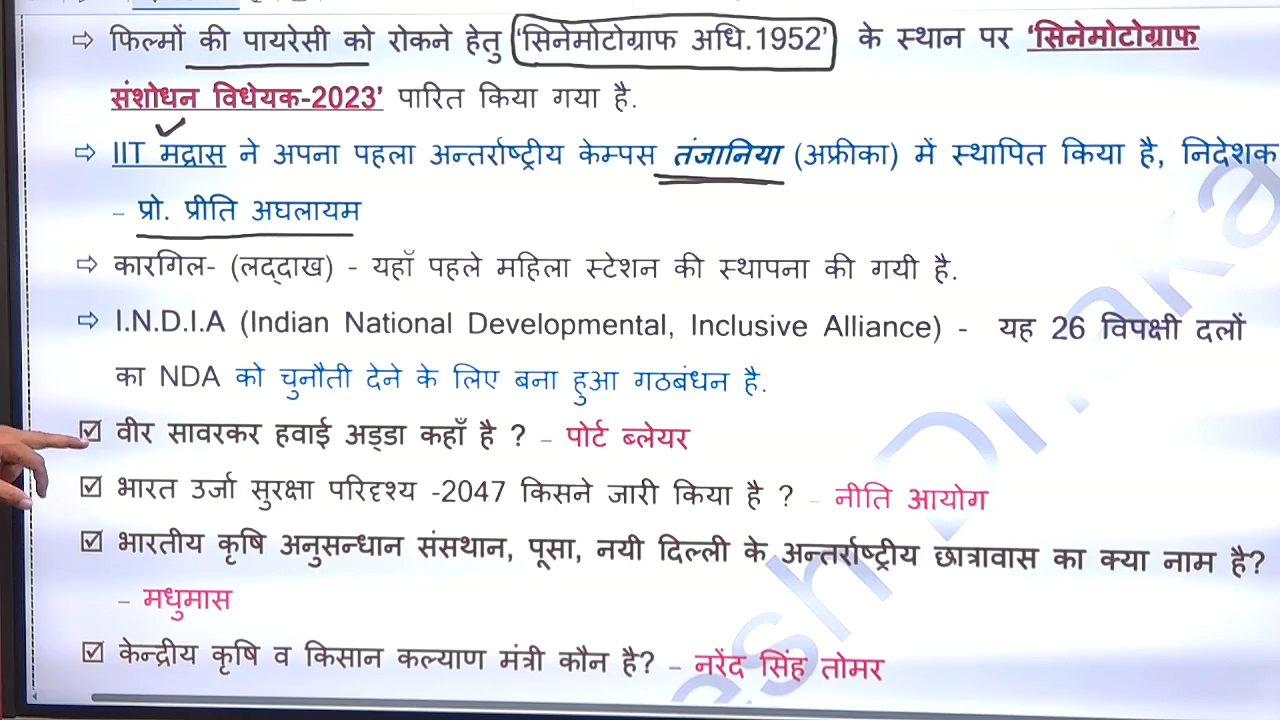 ⇨ फिल्मों की पायरेसी को रोकने हेतु 'सिनेमोटोग्राफ अधि.1952' के स्थान पर 'सिनेमोटोग्राफ
संशोधन विधेयक-2023' पारित किया गया है.
⇨ IIT मद्रास ने अपना पहला अन्तर्राष्ट्रीय केम्पस तंजानिया (अफ्रीका) में स्थापित किया है, निदेशक
– प्रो. प्रीति अघलायम
⇨ कारगिल- (लद्दाख) - यहाँ पहले महिला स्टेशन की स्थापना की गयी है.
⇨ I.N.D.I.A (Indian National Developmental, Inclusive Alliance) - यह 26 विपक्षी दलों
का NDA को चुनौती देने के लिए बना हुआ गठबंधन है.
☑ वीर सावरकर हवाई अड्डा कहाँ है ? – पोर्ट ब्लेयर
☑ भारत उर्जा सुरक्षा परिदृश्य -2047 किसने जारी किया है ? – नीति आयोग
☑ भारतीय कृषि अनुसन्धान संसथान, पूसा, नयी दिल्ली के अन्तर्राष्ट्रीय छात्रावास का क्या नाम है?
– मधुमास
☑ केन्द्रीय कृषि व किसान कल्याण मंत्री कौन है? – नरेंद सिंह तोमर